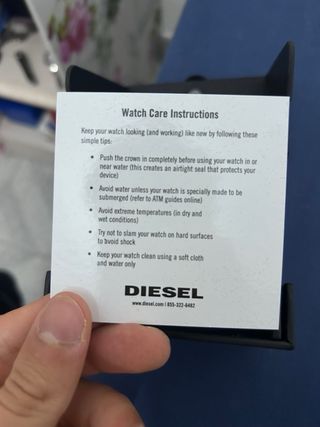 Watch Care Instructions
Keep your watch looking (and working) like new by following these
simple tips:
• Push the crown in completely before using your watch in or
near water (this creates an airtight seal that protects your
device)
• Avoid water unless your watch is specially made to be
submerged (refer to ATM guides online)
• Avoid extreme temperatures (in dry and
wet conditions)
• Try not to slam your watch on hard surfaces
to avoid shock
• Keep your watch clean using a soft cloth
and water only
DIESEL
www.diesel.com | 855-322-6482